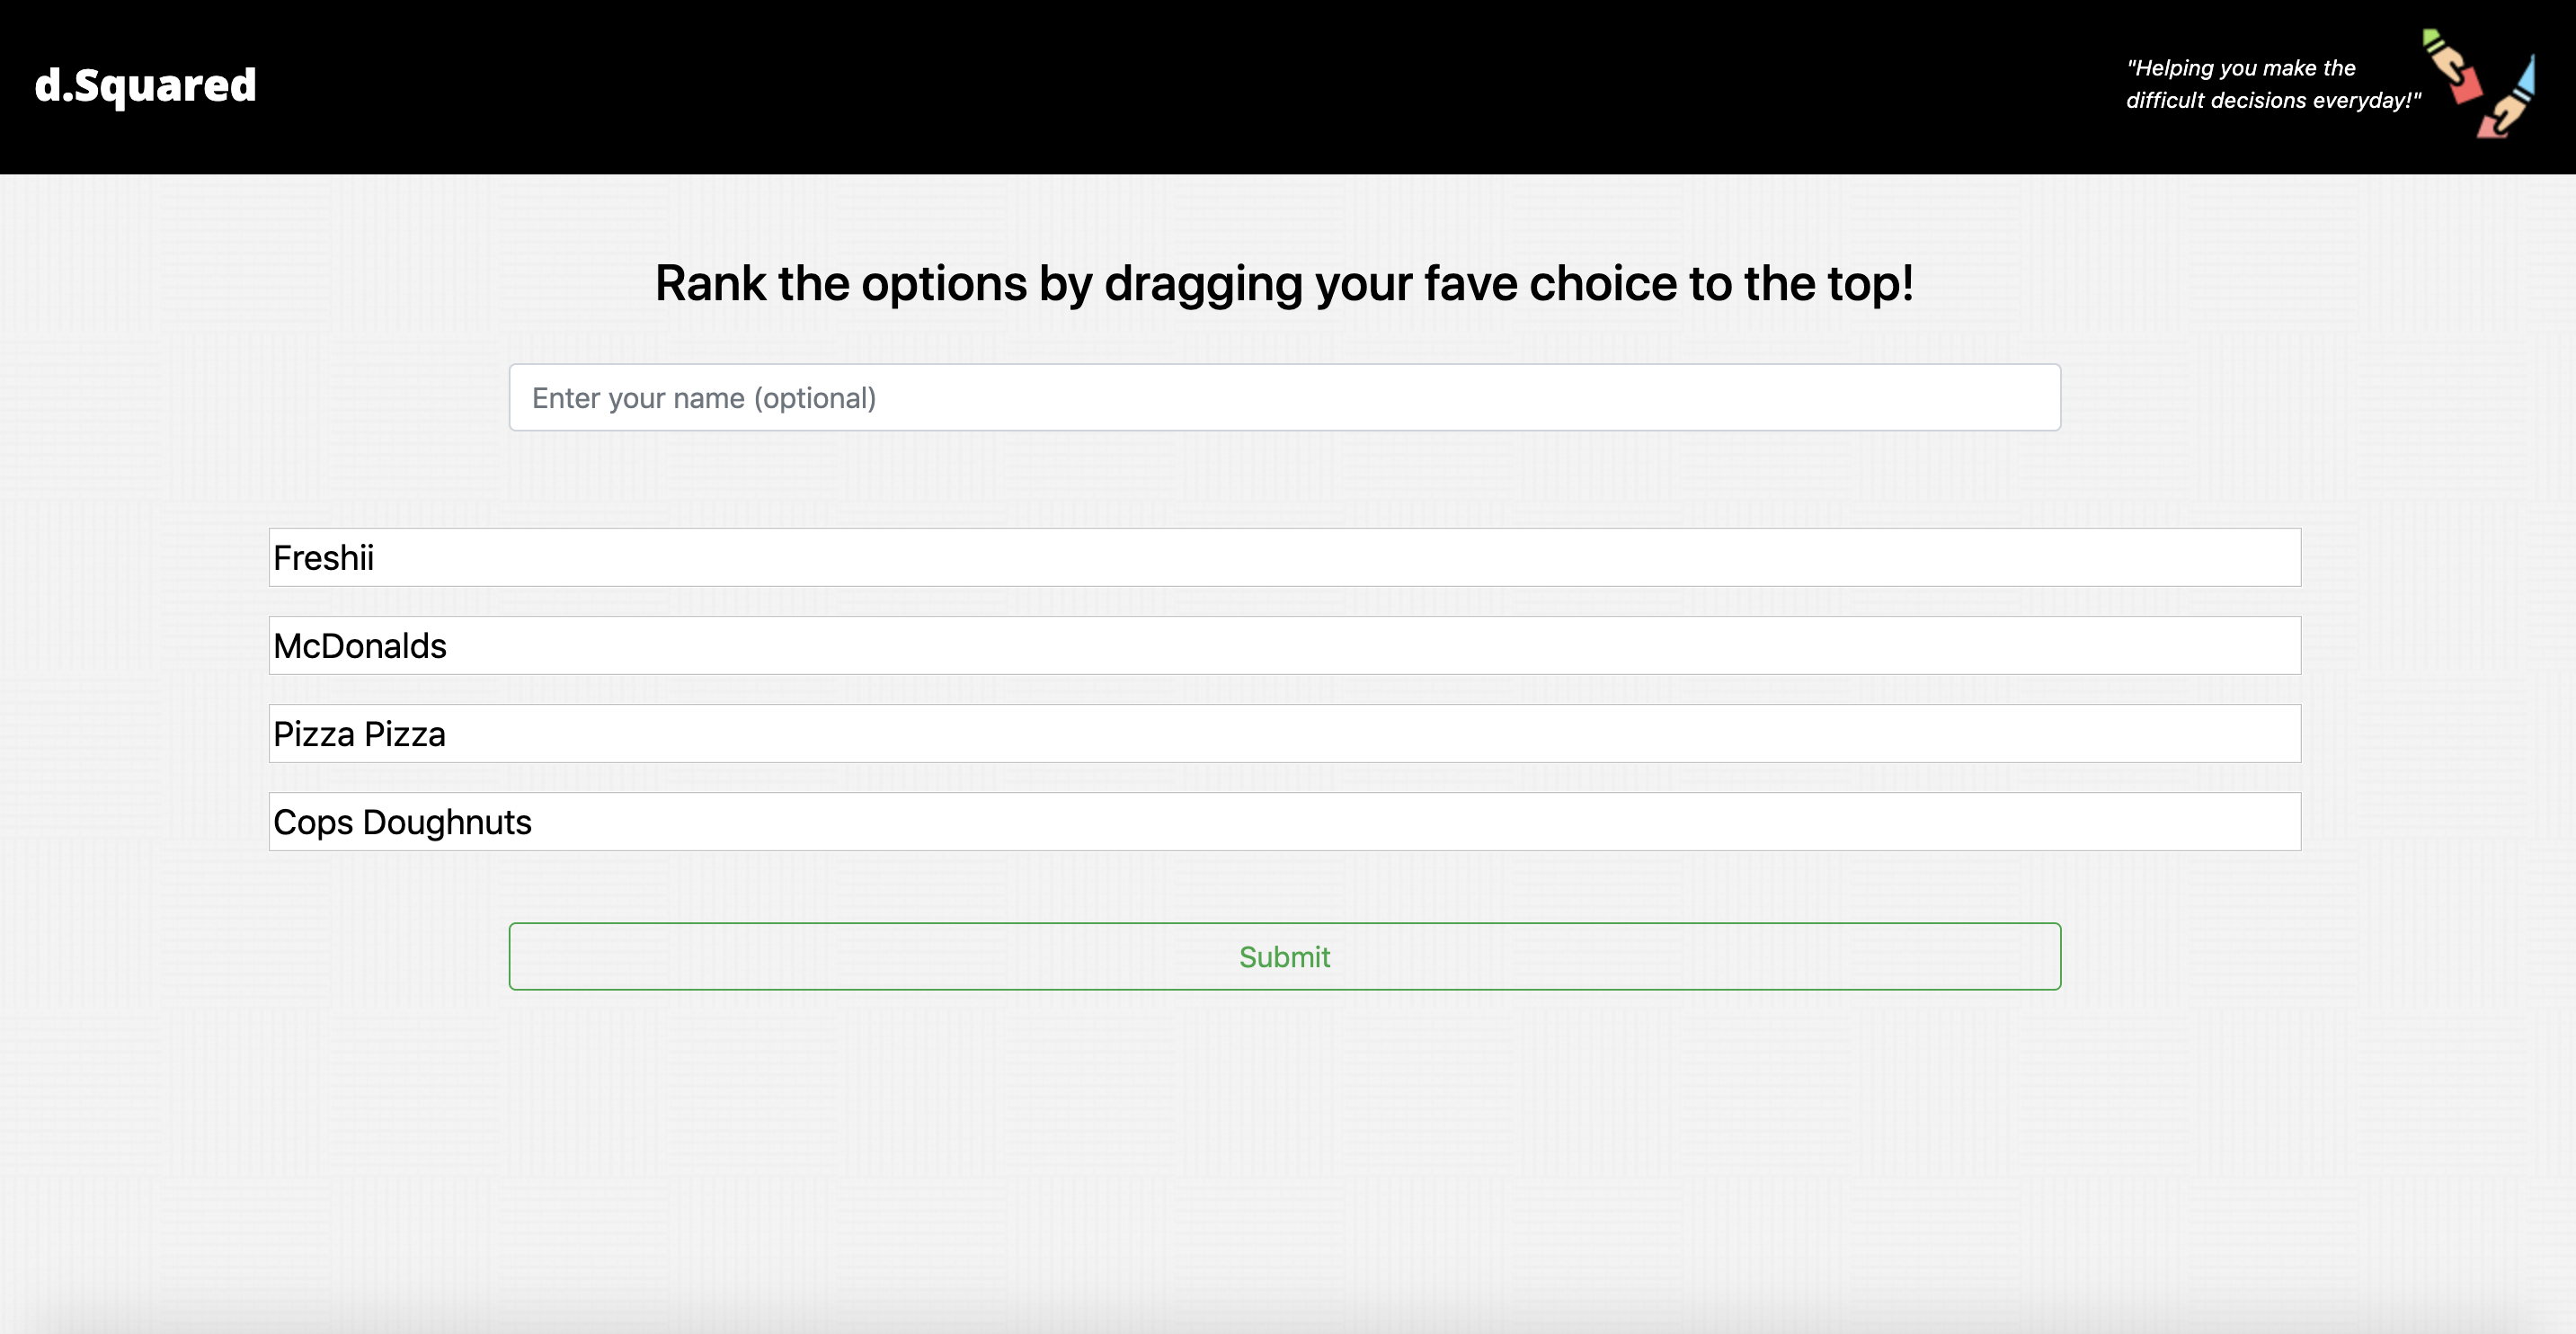 d.Squared
"Helping you make the
difficult decisions everyday!"
Rank the options by dragging your fave choice to the top!
Enter your name (optional)
Freshii
McDonalds
Pizza Pizza
Cops Doughnuts
Submit